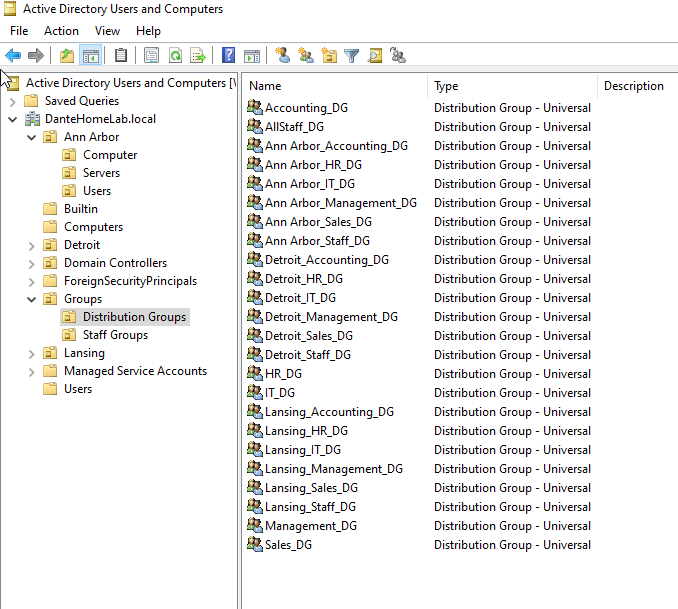 Active Directory Users and Computers
File Action View Help
Active Directory Users and Computers [\
Saved Queries
DanteHomeLab.local
Ann Arbor
Computer
Servers
Users
Builtin
Computers
Detroit
Domain Controllers
ForeignSecurityPrincipals
Groups
Distribution Groups
Staff Groups
Lansing
Managed Service Accounts
Users
Name Type Description
Accounting_DG Distribution Group - Universal
AllStaff_DG Distribution Group - Universal
Ann Arbor_Accounting_DG Distribution Group - Universal
Ann Arbor_HR_DG Distribution Group - Universal
Ann Arbor_IT_DG Distribution Group - Universal
Ann Arbor_Management_DG Distribution Group - Universal
Ann Arbor_Sales_DG Distribution Group - Universal
Ann Arbor_Staff_DG Distribution Group - Universal
Detroit_Accounting_DG Distribution Group - Universal
Detroit_HR_DG Distribution Group - Universal
Detroit_IT_DG Distribution Group - Universal
Detroit_Management_DG Distribution Group - Universal
Detroit_Sales_DG Distribution Group - Universal
Detroit_Staff_DG Distribution Group - Universal
HR_DG Distribution Group - Universal
IT_DG Distribution Group - Universal
Lansing_Accounting_DG Distribution Group - Universal
Lansing_HR_DG Distribution Group - Universal
Lansing_IT_DG Distribution Group - Universal
Lansing_Management_DG Distribution Group - Universal
Lansing_Sales_DG Distribution Group - Universal
Lansing_Staff_DG Distribution Group - Universal
Management_DG Distribution Group - Universal
Sales_DG Distribution Group - Universal